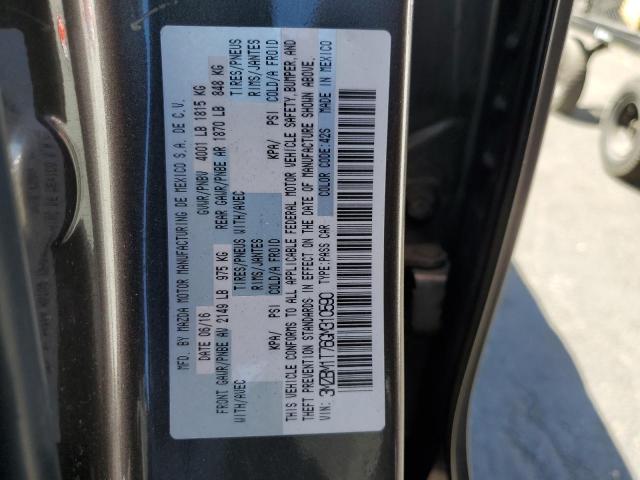 MFD. BY MAZDA MOTOR MANUFACTURING DE MEXICO S.A. DE C.V.
DATE 06/16 GVWR/PNBV 4001 LB 1815 KG
FRONT GAWR/PNBE AV 2149 LB 975 KG REAR GAWR/PNBE AR 1870 LB 848 KG
WITH/AVEC TIRES/PNEUS WITH/AVEC TIRES/PNEUS
RIMS/JANTES RIMS/JANTES
KPA/ PSI COLD/A FROID KPA/ PSI COLD/A FROID
THIS VEHICLE CONFORMS TO ALL APPLICABLE FEDERAL MOTOR VEHICLE SAFETY, BUMPER, AND
THEFT PREVENTION STANDARDS IN EFFECT ON THE DATE OF MANUFACTURE SHOWN ABOVE.
VIN: 3MZBM1T76GM310590 TYPE:PASS CAR COLOR CODE:42S MADE IN MEXICO